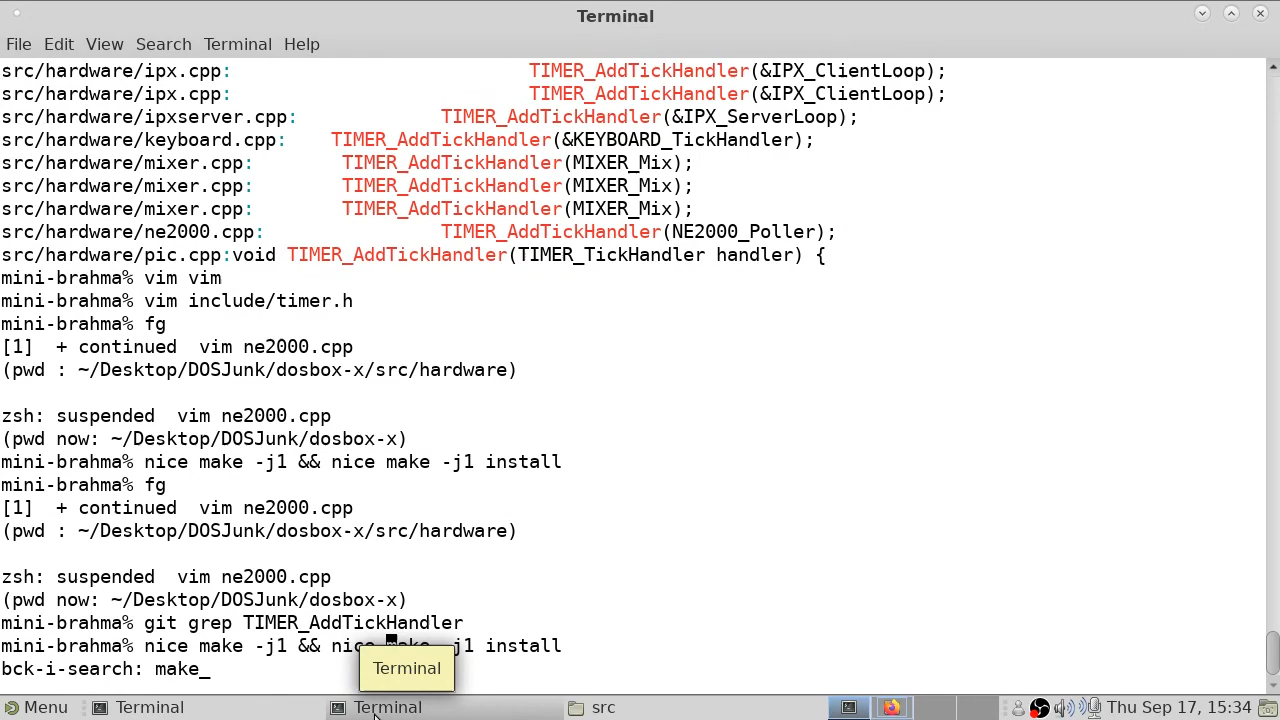 Terminal
File Edit View Search Terminal Help
src/hardware/ipx.cpp: TIMER_AddTickHandler(&IPX_ClientLoop);
src/hardware/ipx.cpp: TIMER_AddTickHandler(&IPX_ClientLoop);
src/hardware/ipxserver.cpp: TIMER_AddTickHandler(&IPX_ServerLoop);
src/hardware/keyboard.cpp: TIMER_AddTickHandler(&KEYBOARD_TickHandler);
src/hardware/mixer.cpp: TIMER_AddTickHandler(MIXER_Mix);
src/hardware/mixer.cpp: TIMER_AddTickHandler(MIXER_Mix);
src/hardware/mixer.cpp: TIMER_AddTickHandler(MIXER_Mix);
src/hardware/ne2000.cpp: TIMER_AddTickHandler(NE2000_Poller);
src/hardware/pic.cpp:void TIMER_AddTickHandler(TIMER_TickHandler handler) {
mini-brahma% vim vim
mini-brahma% vim include/timer.h
mini-brahma% fg
[1]  + continued  vim ne2000.cpp
(pwd : ~/Desktop/DOSJunk/dosbox-x/src/hardware)
zsh: suspended  vim ne2000.cpp
(pwd now: ~/Desktop/DOSJunk/dosbox-x)
mini-brahma% nice make -j1 && nice make -j1 install
mini-brahma% fg
[1]  + continued  vim ne2000.cpp
(pwd : ~/Desktop/DOSJunk/dosbox-x/src/hardware)
zsh: suspended  vim ne2000.cpp
(pwd now: ~/Desktop/DOSJunk/dosbox-x)
mini-brahma% git grep TIMER_AddTickHandler
mini-brahma% nice make -j1 && nice make -j1 install
bck-i-search: make_
Terminal
Menu Terminal Terminal src Thu Sep 17, 15:34